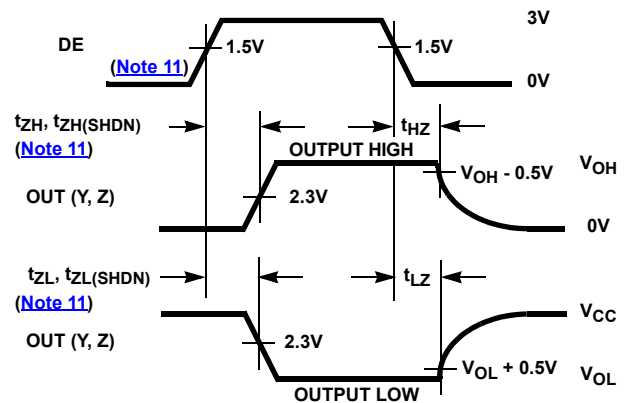 3V
DE
(Note 11)
1.5V
1.5V
0V
tZH, tZH(SHDN)
(Note 11)
tHZ
OUTPUT HIGH
VOH - 0.5V
VOH
OUT (Y, Z)
2.3V
0V
tZL, tZL(SHDN)
(Note 11)
tLZ
VCC
OUT (Y, Z)
2.3V
VOL + 0.5V
VOL
OUTPUT LOW